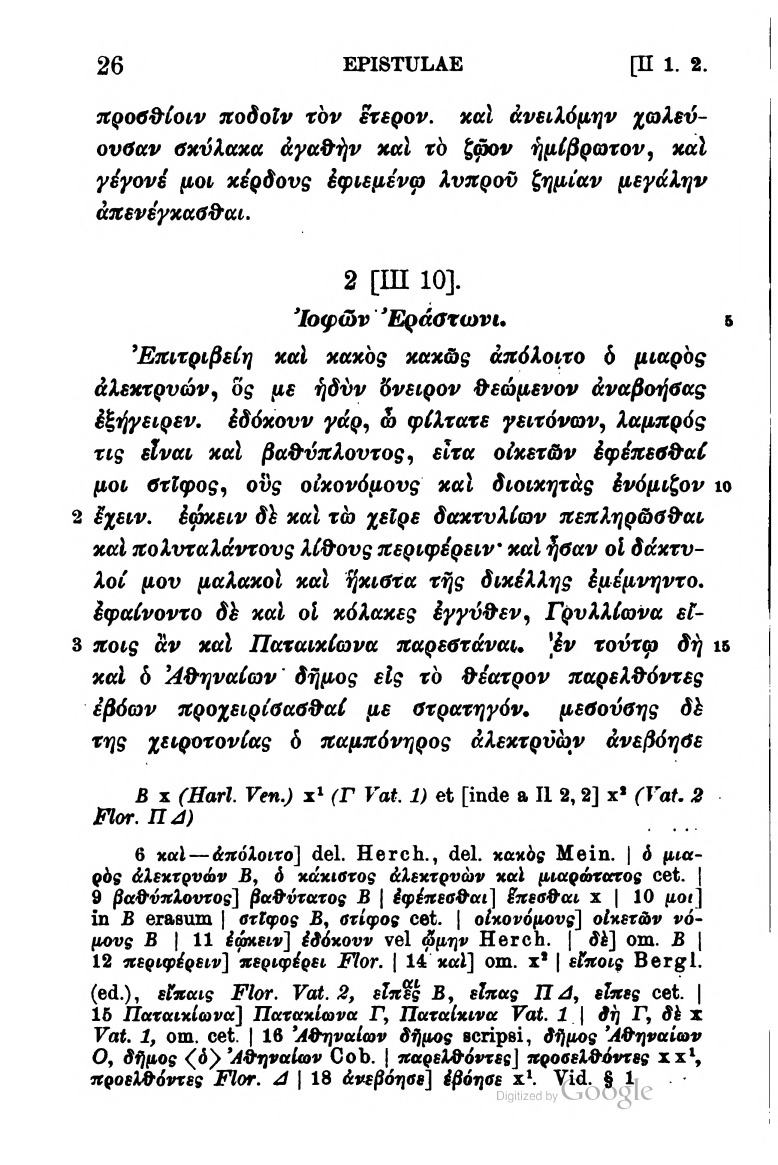 26 EPISTULAE [II 1. 2.
προσθίοιν ποδοῖν τὸν ἕτερον. καὶ ἀνειλόμην χωλεύ-
ουσαν σκύλακα ἀγαθὴν καὶ τὸ ζῷον ἡμίβρωτον, καὶ
γέγονέ μοι κέρδους ἐφιεμένῳ λυπροῦ ζημίαν μεγάλην
ἀπενέγκασθαι.
2 [III 10].
Ἰοφῶν Ἐράστωνι. 5
Ἐπιτριβείη καὶ κακὸς κακῶς ἀπόλοιτο ὁ μιαρὸς
ἀλεκτρυών, ὅς με ἡδὺν ὄνειρον θεώμενον ἀναβοήσας
ἐξήγειρεν. ἐδόκουν γάρ, ὦ φίλτατε γειτόνων, λαμπρός
τις εἶναι καὶ βαθύπλουτος, εἶτα οἰκετῶν ἐφέπεσθαί
μοι στῖφος, οὓς οἰκονόμους καὶ διοικητὰς ἐνόμιζον 10
2 ἔχειν. ἐῴκειν δὲ καὶ τὼ χεῖρε δακτυλίων πεπληρῶσθαι
καὶ πολυταλάντους λίθους περιφέρειν· καὶ ἦσαν οἱ δάκτυ-
λοί μου μαλακοὶ καὶ ἥκιστα τῆς δικέλλης ἐμέμνηντο.
ἐφαίνοντο δὲ καὶ οἱ κόλακες ἐγγύθεν, Γρυλλίωνα εἴ-
3 ποις ἂν καὶ Παταικίωνα παρεστάναι. ἐν τούτῳ δὴ 15
καὶ ὁ Ἀθηναίων δῆμος εἰς τὸ θέατρον παρελθόντες
ἐβόων προχειρίσασθαί με στρατηγόν. μεσούσης δὲ
της χειροτονίας ὁ παμπόνηρος ἀλεκτρυὼν ἀνεβόησε
B x (Harl. Ven.) x¹ (Γ Vat. 1) et [inde a II 2, 2] x² (Vat. 2
Flor. Π Δ)
6 καὶ—ἀπόλοιτο] del. Herch., del. κακὸς Mein. | ὁ μια-
ρὸς ἀλεκτρυών B, ὁ κάκιστος ἀλεκτρυὼν καὶ μιαρώτατος cet. |
9 βαθύπλουτος] βαθύτατος B | ἐφέπεσθαι] ἕπεσθαι x | 10 μοι]
in B erasum | στῖφος B, στίφος cet. | οἰκονόμους] οἰκετῶν νό-
μους B | 11 ἐῴκειν] ἐδόκουν vel ᾤμην Herch. | δὲ] om. B |
12 περιφέρειν] περιφέρει Flor. | 14 καὶ] om. x² | εἴποις Bergl.
(ed.), εἴπαις Flor. Vat. 2, εἶπὲς B, εἶπας Π Δ, εἶπες cet. |
15 Παταικίωνα] Πατακίωνα Γ, Παταίκινα Vat. 1 | δὴ Γ, δὲ x
Vat. 1, om. cet. | 16 Ἀθηναίων δῆμος scripsi, δῆμος Ἀθηναίων
O, δῆμος ⟨ὁ⟩ Ἀθηναίων Cob. | παρελθόντες] προσελθόντες x x¹,
προελθόντες Flor. Δ | 18 ἀνεβόησε] ἐβόησε x¹. Vid. § 1
Digitized by Google